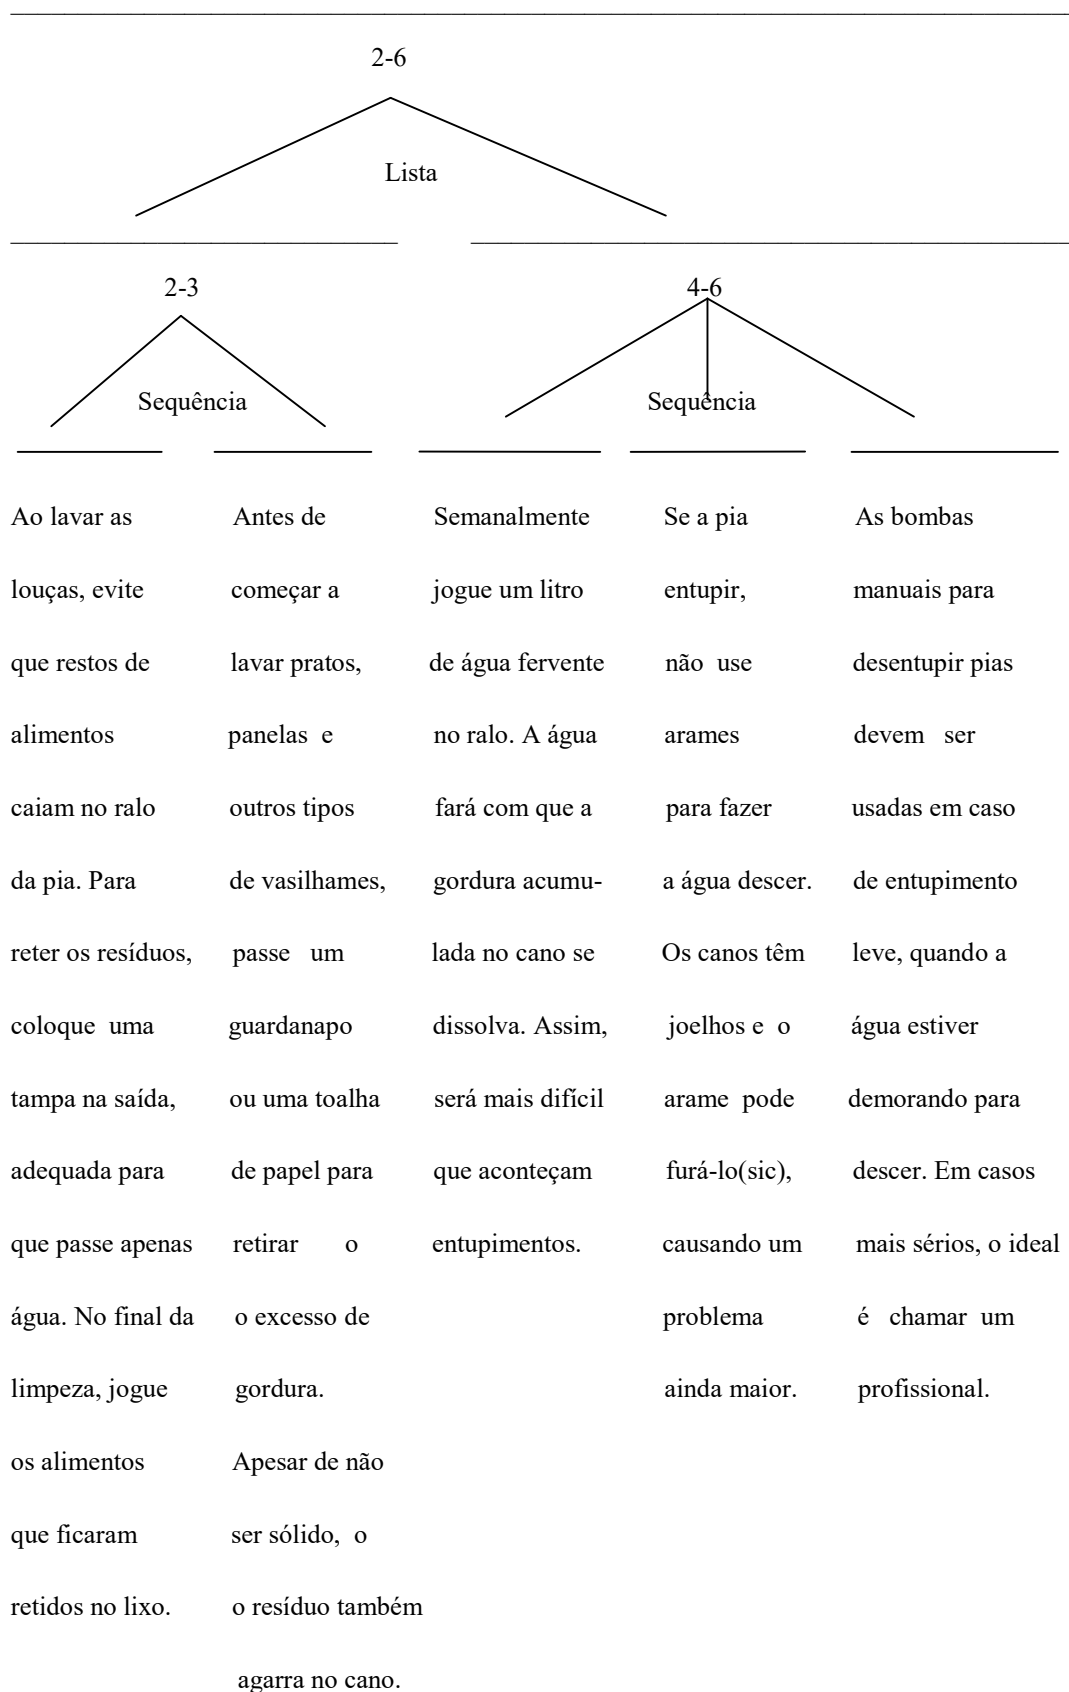 2-6
Lista
2-3
4-6
Sequência
Sequência
Ao lavar as
louças, evite
que restos de
alimentos
caiam no ralo
da pia. Para
reter os resíduos,
coloque uma
tampa na saída,
adequada para
que passe apenas
água. No final da
limpeza, jogue
os alimentos
que ficaram
retidos no lixo.
Antes de
começar a
lavar pratos,
panelas e
outros tipos
de vasilhames,
passe um
guardanapo
ou uma toalha
de papel para
retirar o
o excesso de
gordura.
Apesar de não
ser sólido, o
o resíduo também
agarra no cano.
Semanalmente
jogue um litro
de água fervente
no ralo. A água
fará com que a
gordura acumu-
lada no cano se
dissolva. Assim,
será mais difícil
que aconteçam
entupimentos.
Se a pia
entupir,
não use
arames
para fazer
a água descer.
Os canos têm
joelhos e o
arame pode
furá-lo(sic),
causando um
problema
ainda maior.
As bombas
manuais para
desentupir pias
devem ser
usadas em caso
de entupimento
leve, quando a
água estiver
demorando para
descer. Em casos
mais sérios, o ideal
é chamar um
profissional.